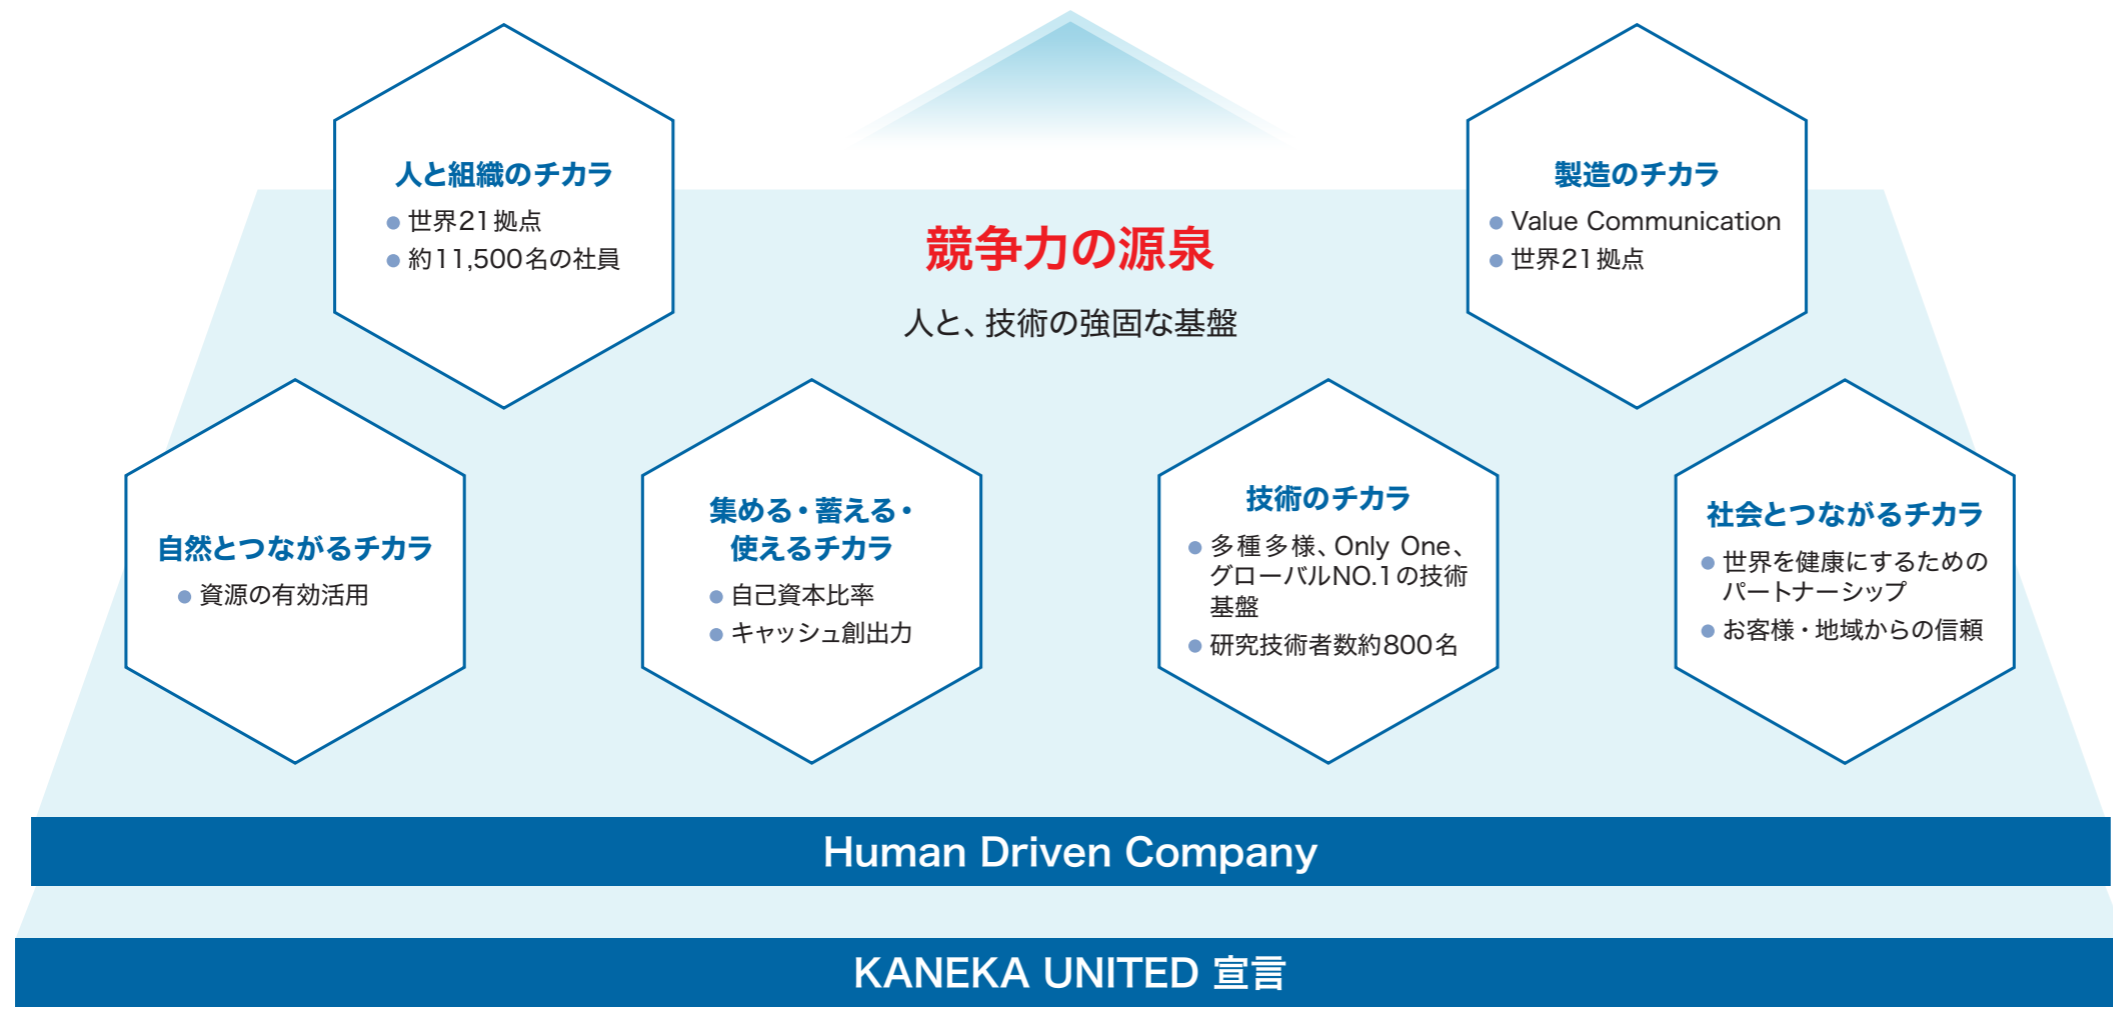 人と組織のチカラ
● 世界21拠点
● 約11,500名の社員
競争力の源泉
人と、技術の強固な基盤
製造のチカラ
● Value Communication
● 世界21拠点
自然とつながるチカラ
● 資源の有効活用
集める・蓄える・
使えるチカラ
● 自己資本比率
● キャッシュ創出力
技術のチカラ
● 多種多様、Only One、
グローバルNO.1の技術
基盤
● 研究技術者数約800名
社会とつながるチカラ
● 世界を健康にするための
パートナーシップ
● お客様・地域からの信頼
Human Driven Company
KANEKA UNITED 宣言